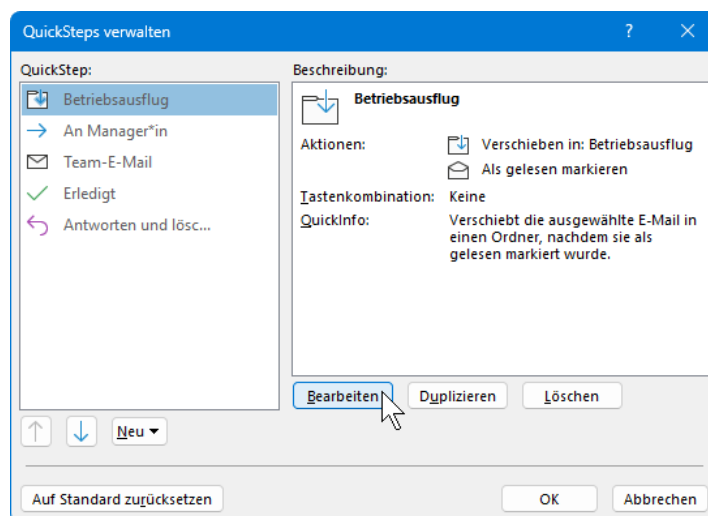 QuickSteps verwalten
?
QuickStep:
Betriebsausflug
An Manager*in
Team-E-Mail
Erledigt
Antworten und lösc...
Neu
Beschreibung:
Betriebsausflug
Aktionen: Verschieben in: Betriebsausflug
Als gelesen markieren
Tastenkombination: Keine
QuickInfo: Verschiebt die ausgewählte E-Mail in
einen Ordner, nachdem sie als
gelesen markiert wurde.
Bearbeiten Duplizieren Löschen
Auf Standard zurücksetzen OK Abbrechen